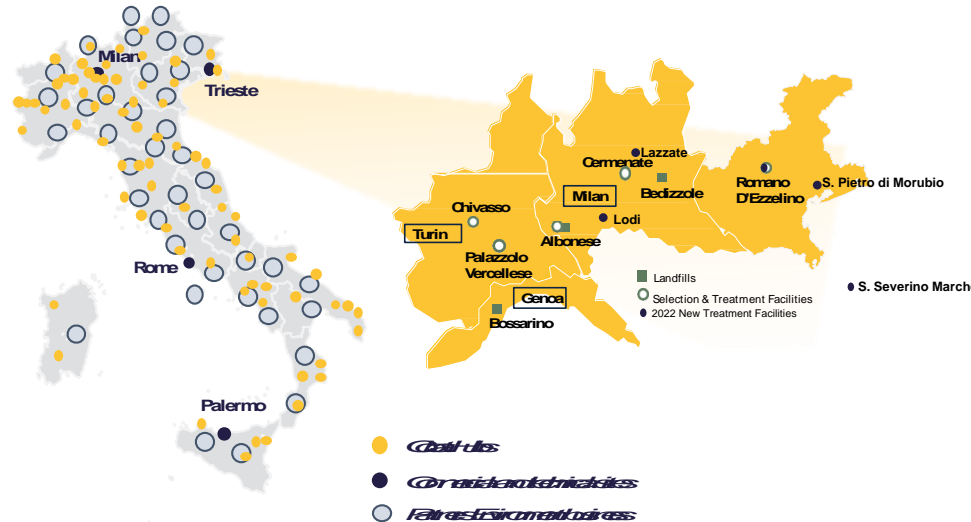 Milan
Trieste
Rome
Palermo
Lazzate
Cermenate
Bedizzole
Romano
D'Ezzelino
S. Pietro di Morubio
Chivasso
Milan
Turin
Lodi
Albonese
Palazzolo
Vercellese
Genoa
Bossarino
Landfills
Selection & Treatment Facilities
2022 New Treatment Facilities
S. Severino March